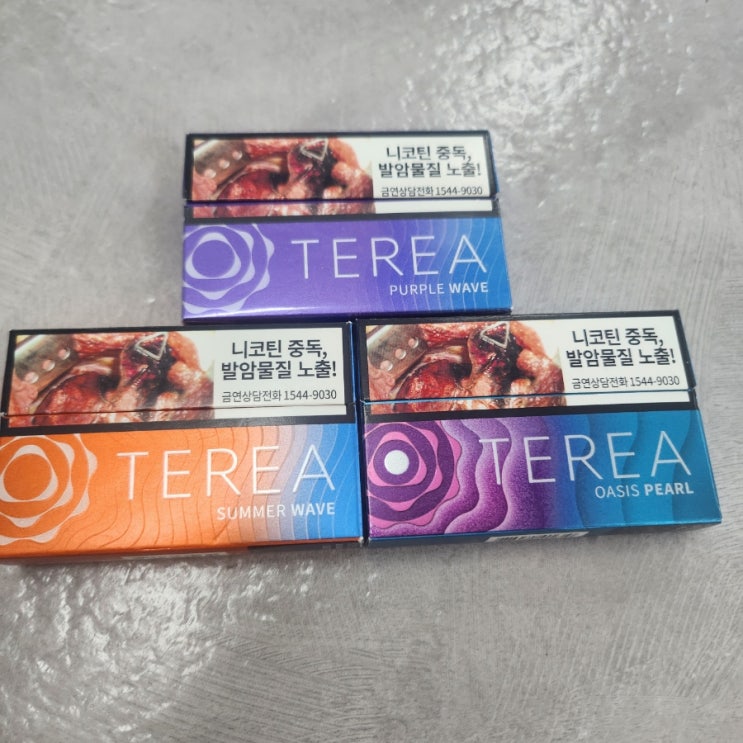 니코틴 중독,
발암물질 노출!
금연상담전화 1544-9030
TEREA
PURPLE WAVE
니코틴 중독,
발암물질 노출!
금연상담전화 1544-9030
TEREA
SUMMER WAVE
니코틴 중독,
발암물질 노출!
금연상담전화 1544-9030
TEREA
OASIS PEARL